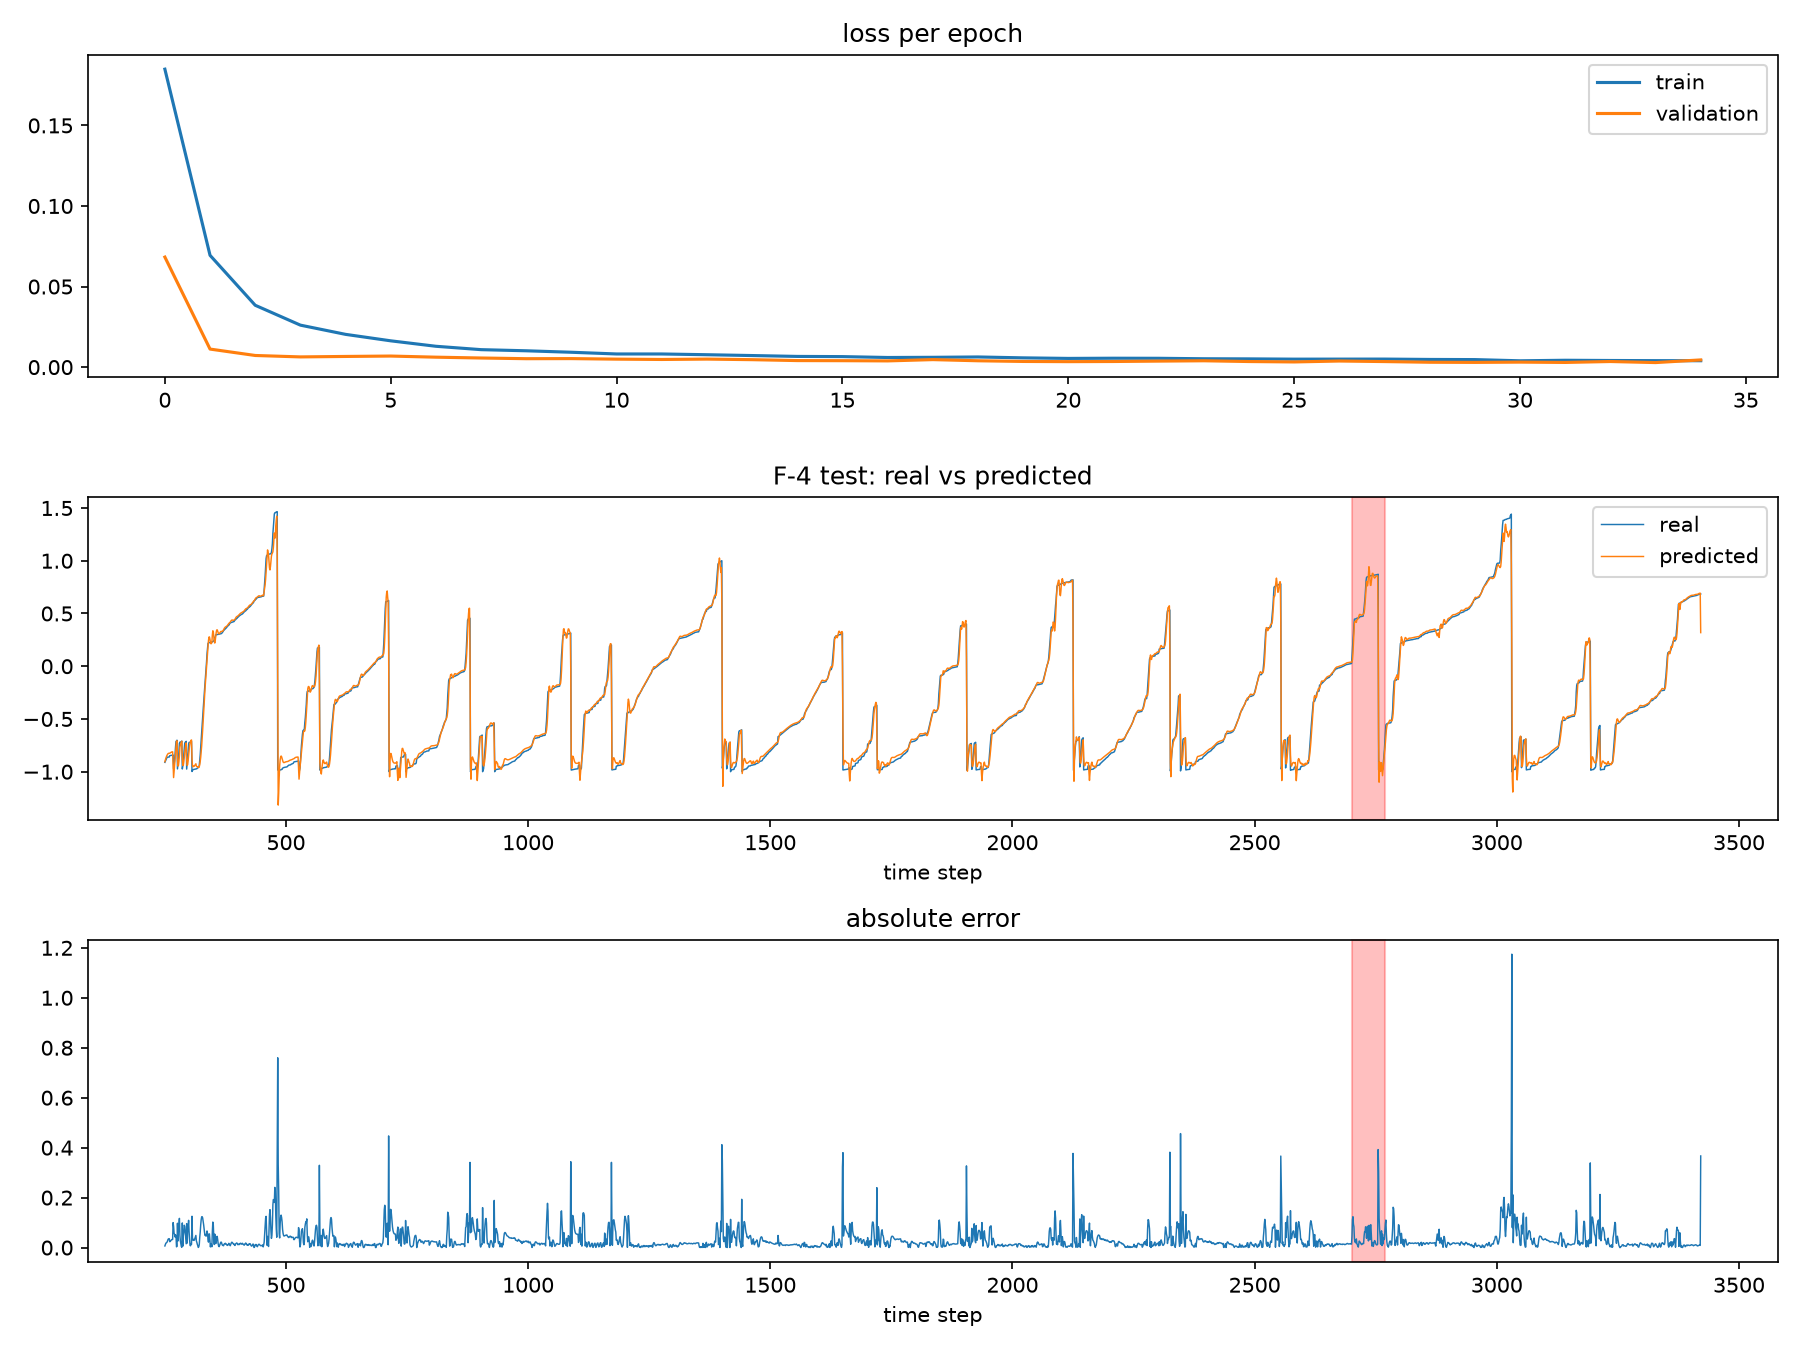 loss per epoch
train
validation
0.15
0.10
0.05
0.00
0 5 10 15 20 25 30 35
F-4 test: real vs predicted
real
predicted
1.5
1.0
0.5
0.0
−0.5
−1.0
500 1000 1500 2000 2500 3000 3500
time step
absolute error
1.2
1.0
0.8
0.6
0.4
0.2
0.0
500 1000 1500 2000 2500 3000 3500
time step